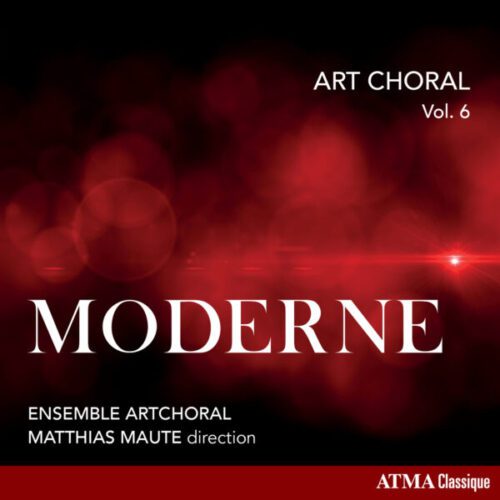 ART CHORAL
Vol. 6
MODERNE
ENSEMBLE ARTCHORAL
MATTHIAS MAUTE direction
ATMA Classique